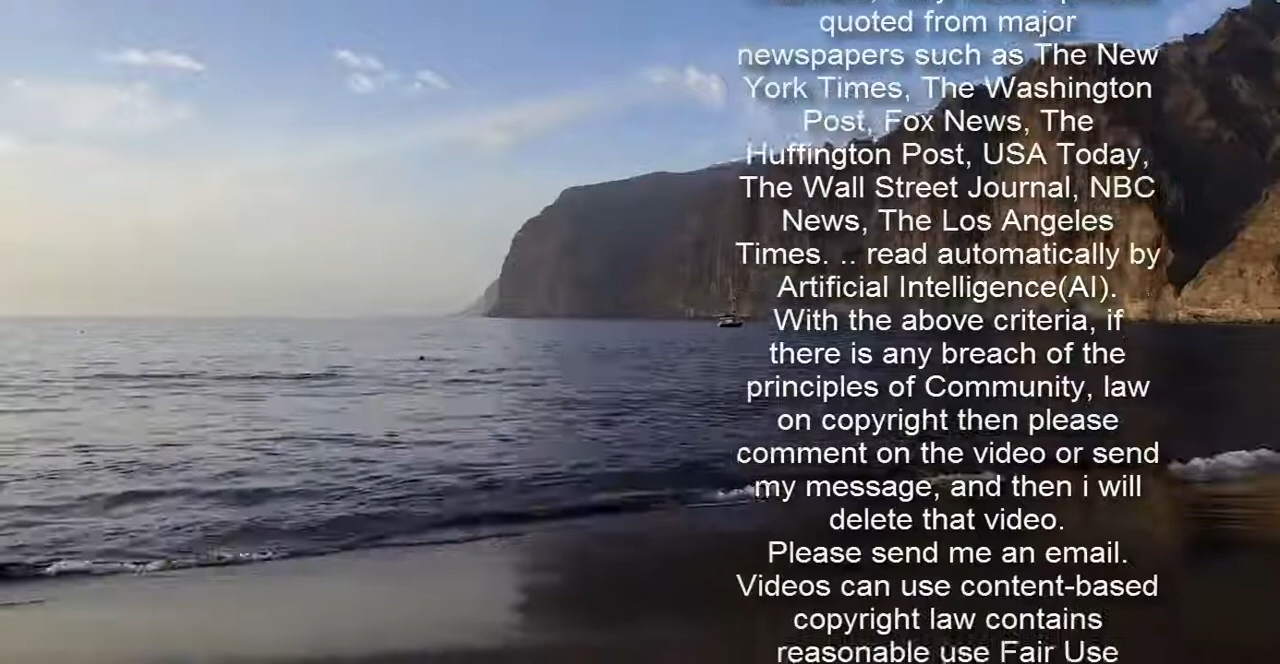 quoted from major
newspapers such as The New
York Times, The Washington
Post, Fox News, The
Huffington Post, USA Today,
The Wall Street Journal, NBC
News, The Los Angeles
Times. .. read automatically by
Artificial Intelligence(AI).
With the above criteria, if
there is any breach of the
principles of Community, law
on copyright then please
comment on the video or send
my message, and then i will
delete that video.
Please send me an email.
Videos can use content-based
copyright law contains
reasonable use Fair Use